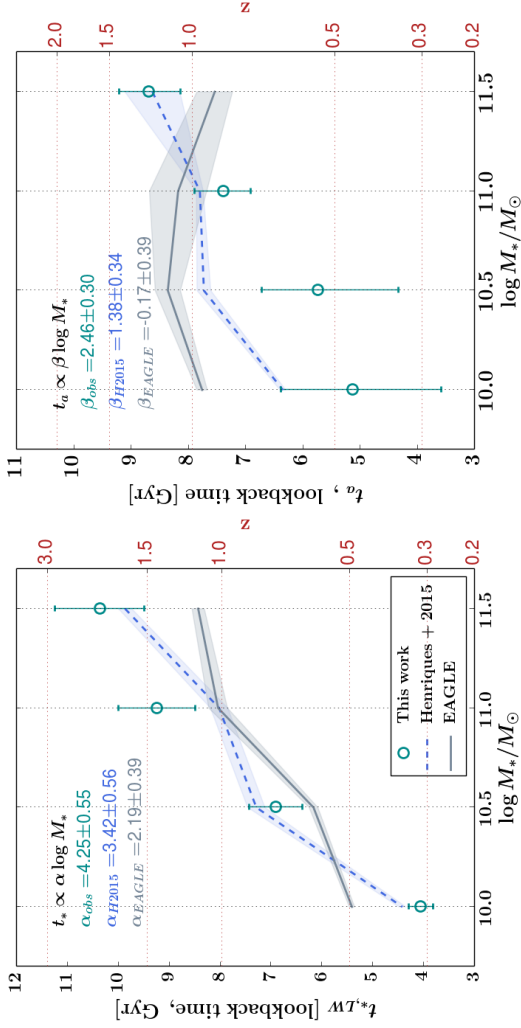 t_* ∝ α log M_*
α_obs =4.25±0.55
α_H2015 =3.42±0.56
α_EAGLE =2.19±0.39
12
11
10
9
8
7
6
5
4
3
t_*,LW [lookback time, Gyr]
3.0
1.5
1.0
0.5
0.3
0.2
z
This work
Henriques + 2015
EAGLE
10.0 10.5 11.0 11.5
log M_*/M_⊙
t_a ∝ β log M_*
β_obs =2.46±0.30
β_H2015 =1.38±0.34
β_EAGLE =-0.17±0.39
11
10
9
8
7
6
5
4
3
t_a , lookback time [Gyr]
2.0
1.5
1.0
0.5
0.3
0.2
z
10.0 10.5 11.0 11.5
log M_*/M_⊙